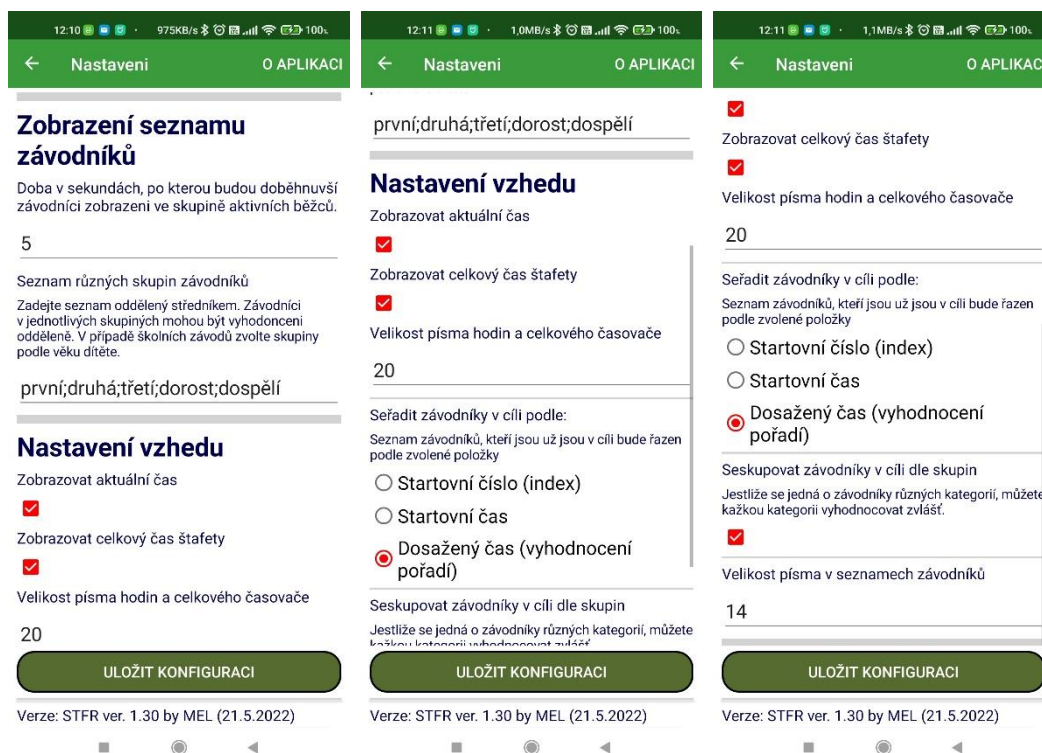 12:10 975KB/s 100%
Nastaveni O APLIKACI
Zobrazení seznamu
závodníků
Doba v sekundách, po kterou budou doběhnuvší
závodníci zobrazeni ve skupině aktivních běžců.
5
Seznam různých skupin závodníků
Zadejte seznam oddělený středníkem. Závodníci
v jednotlivých skupiných mohou být vyhodonceni
odděleně. V případě školních závodů zvolte skupiny
podle věku dítěte.
první;druhá;třetí;dorost;dospělí
Nastavení vzhedu
Zobrazovat aktuální čas
Zobrazovat celkový čas štafety
Velikost písma hodin a celkového časovače
20
ULOŽIT KONFIGURACI
Verze: STFR ver. 1.30 by MEL (21.5.2022)
12:11 1,0MB/s 100%
Nastaveni O APLIKACI
první;druhá;třetí;dorost;dospělí
Nastavení vzhedu
Zobrazovat aktuální čas
Zobrazovat celkový čas štafety
Velikost písma hodin a celkového časovače
20
Seřadit závodníky v cíli podle:
Seznam závodníků, kteří jsou už jsou v cíli bude řazen
podle zvolené položky
Startovní číslo (index)
Startovní čas
Dosažený čas (vyhodnocení
pořadí)
Seskupovat závodníky v cíli dle skupin
Jestliže se jedná o závodníky různých kategorií, můžete
kažkou kategorii vyhodnocovat zvlášť.
ULOŽIT KONFIGURACI
Verze: STFR ver. 1.30 by MEL (21.5.2022)
12:11 1,1MB/s 100%
Nastaveni O APLIKAC
Zobrazovat celkový čas štafety
Velikost písma hodin a celkového časovače
20
Seřadit závodníky v cíli podle:
Seznam závodníků, kteří jsou už jsou v cíli bude řazen
podle zvolené položky
Startovní číslo (index)
Startovní čas
Dosažený čas (vyhodnocení
pořadí)
Seskupovat závodníky v cíli dle skupin
Jestliže se jedná o závodníky různých kategorií, můžete
kažkou kategorii vyhodnocovat zvlášť.
Velikost písma v seznamech závodníků
14
ULOŽIT KONFIGURACI
Verze: STFR ver. 1.30 by MEL (21.5.2022)